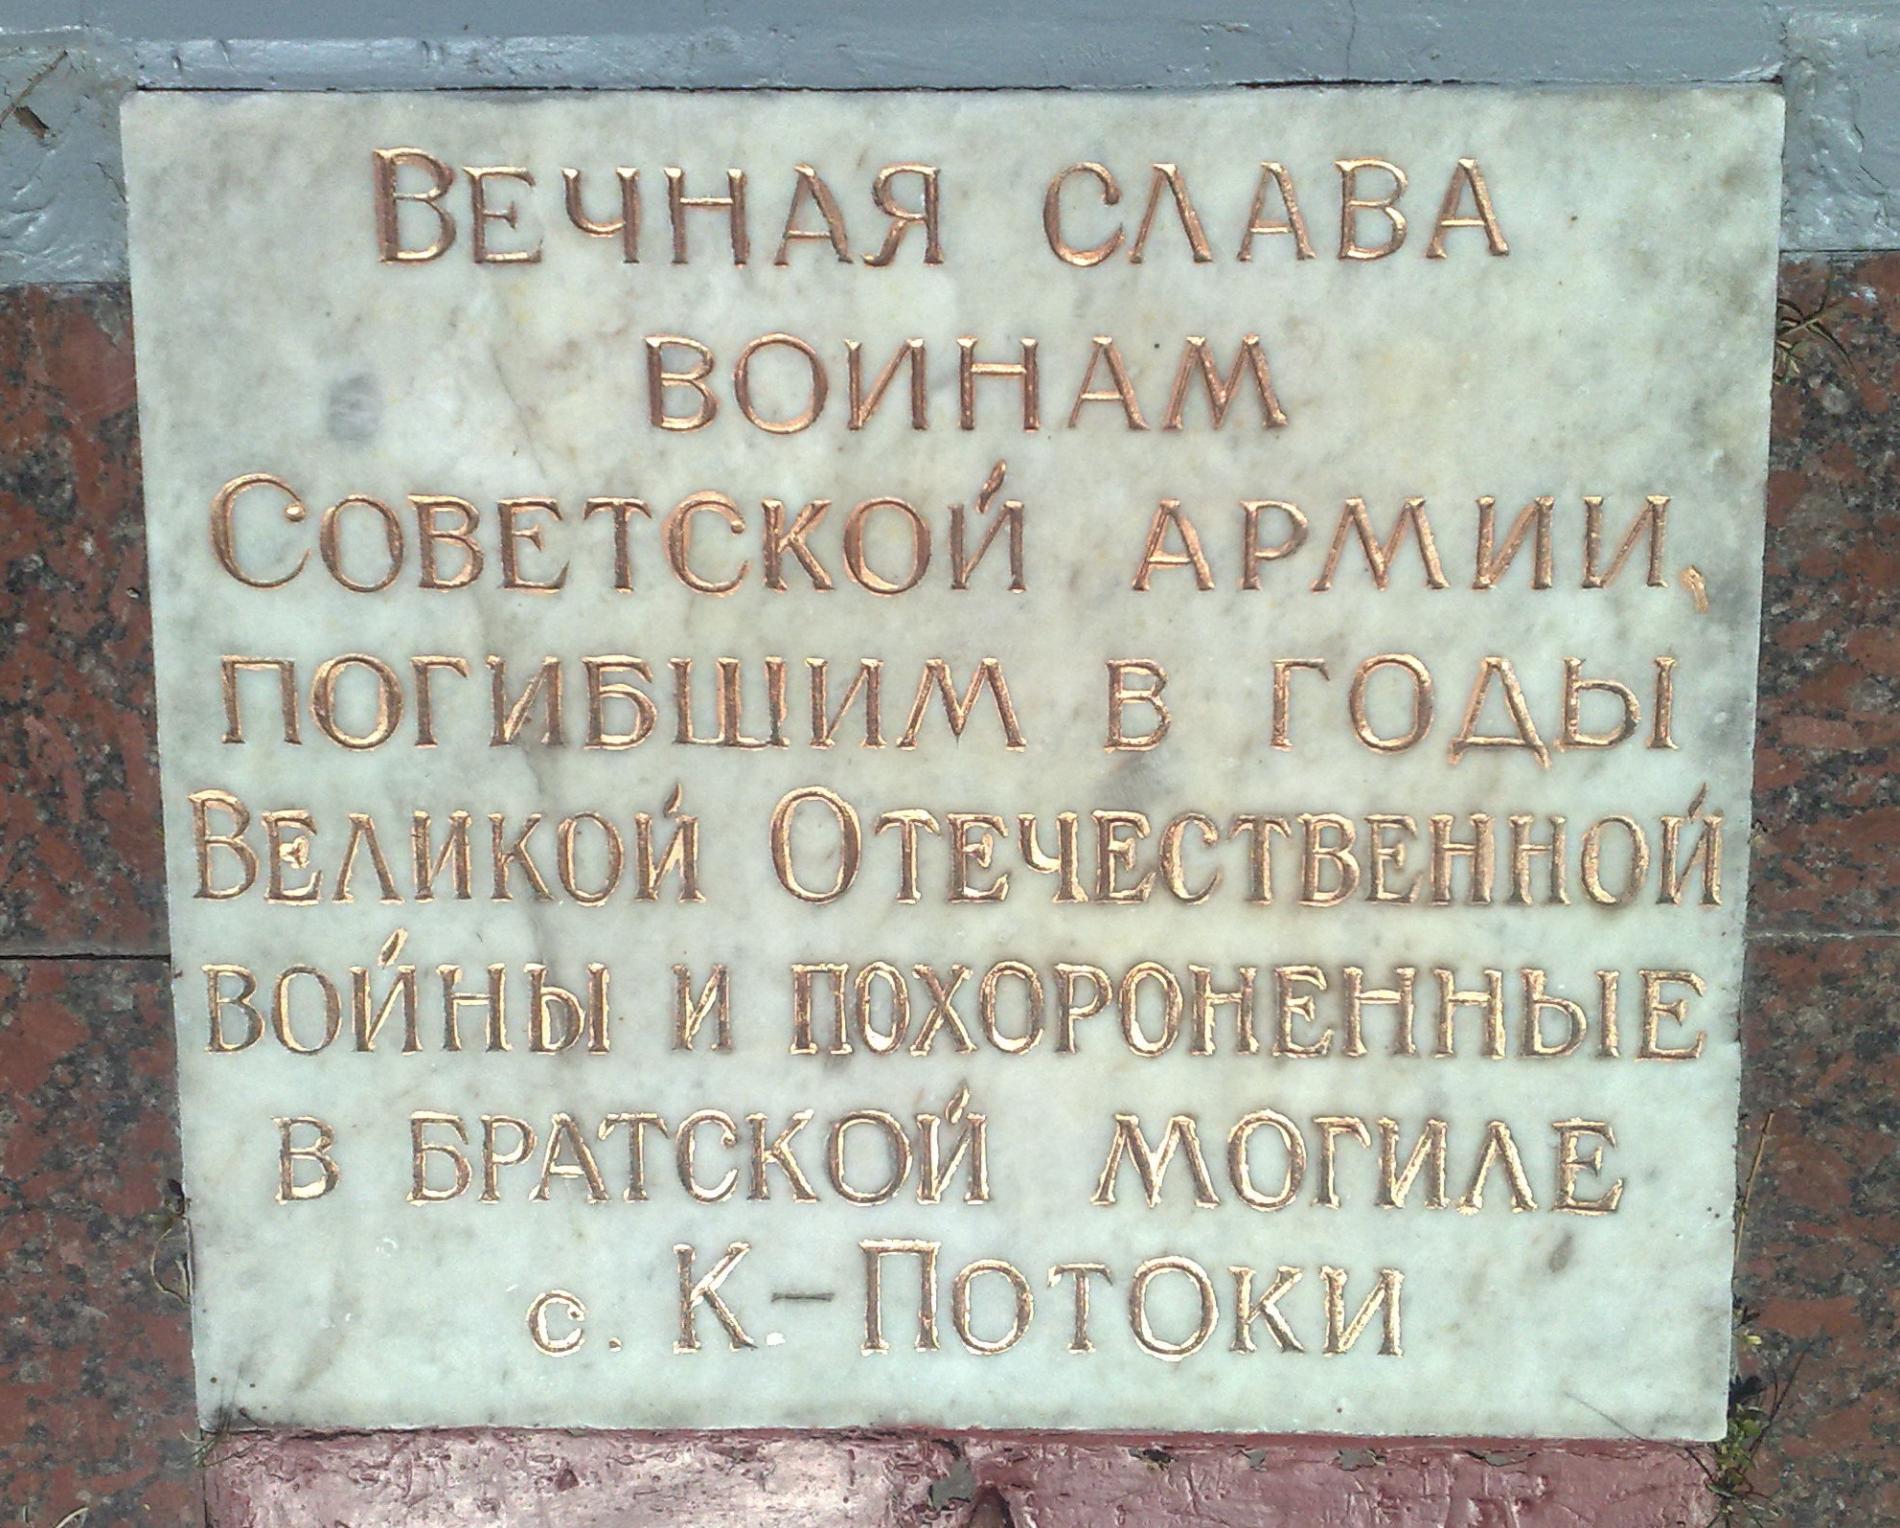 Вечная слава
воинам
Советской армии,
погибшим в годы
Великой Отечественной
войны и похороненные
в братской могиле
с. К.-Потоки